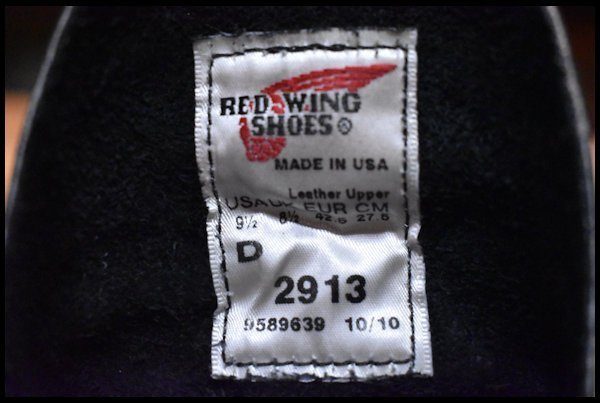 RED WING
SHOES®
MADE IN USA
Leather Upper
USA UK EUR CM
9½ 8½ 42.5 27.5
D
2913
9589639 10/10